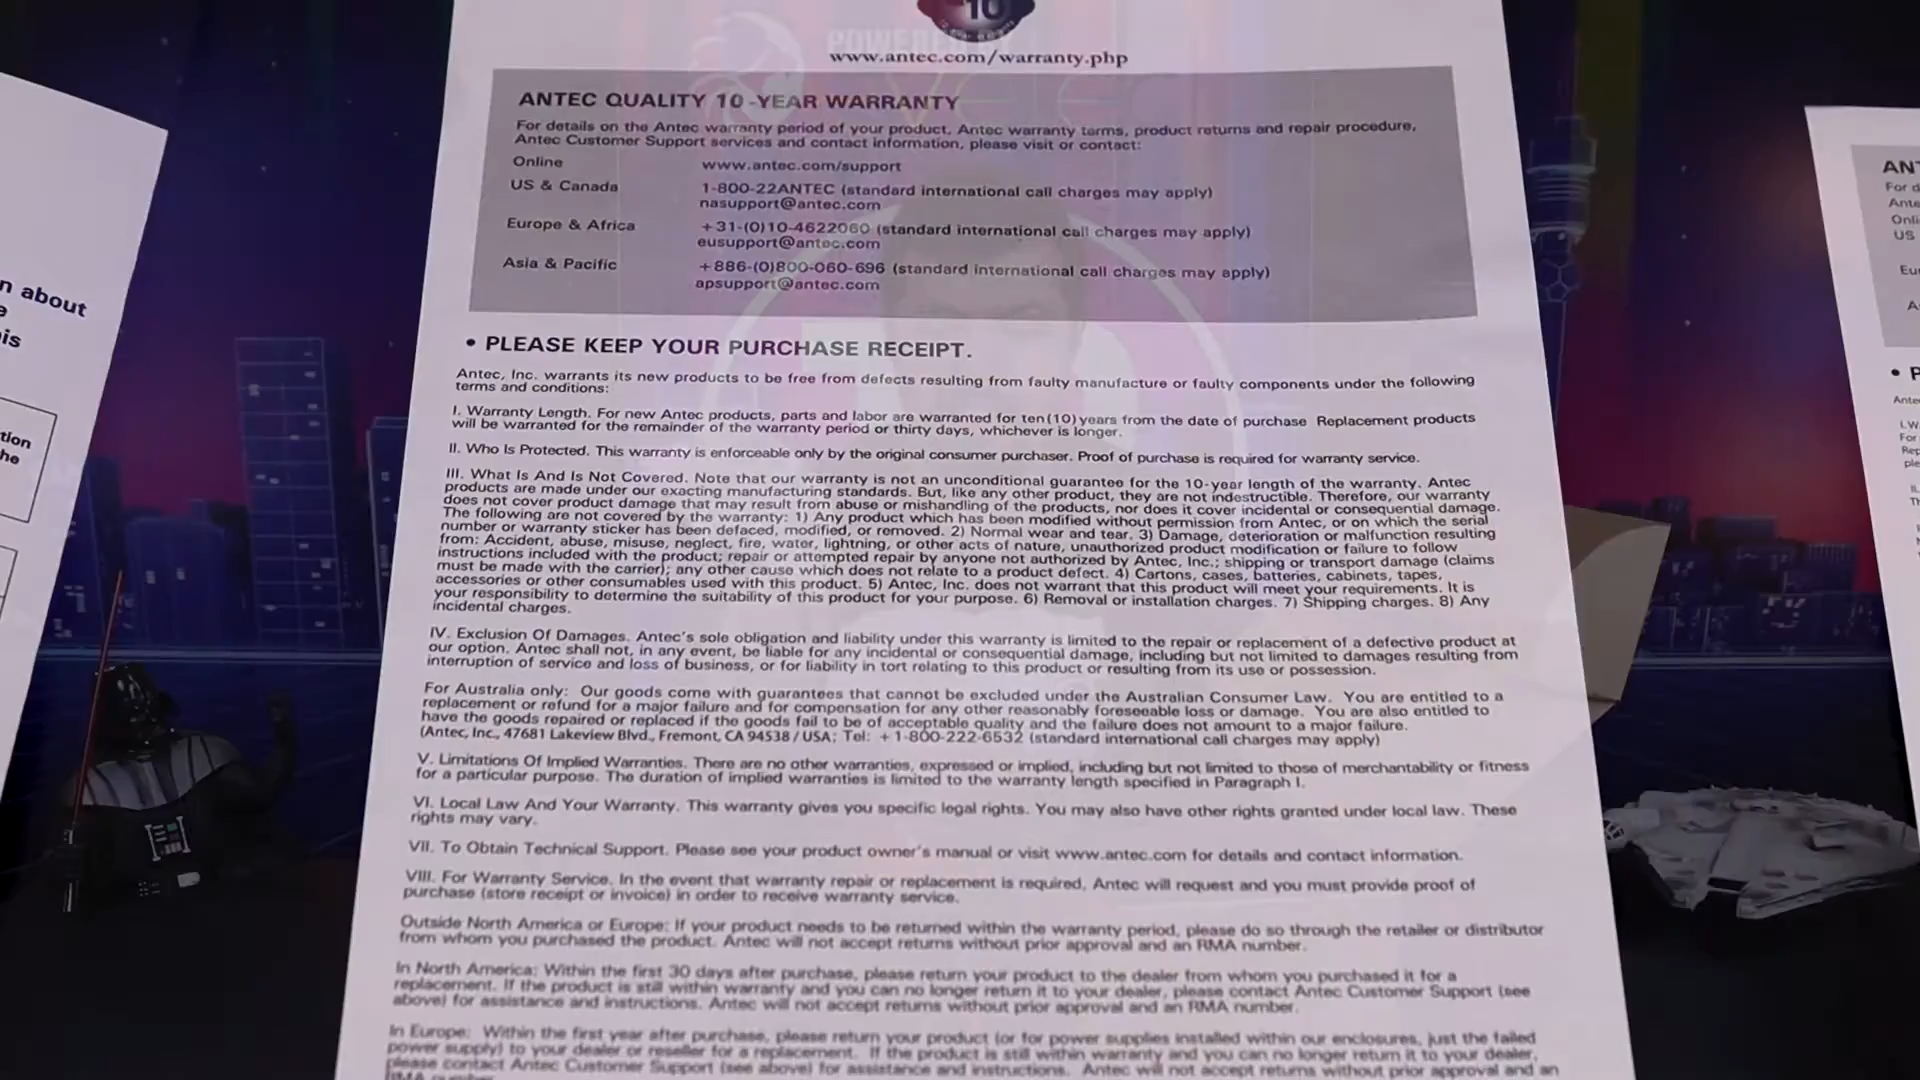 10
POWERED
www.antec.com/warranty.php
ANTEC QUALITY 10-YEAR WARRANTY
For details on the Antec warranty period of your product, Antec warranty terms, product returns and repair procedure,
Antec Customer Support services and contact information, please visit or contact:
Online www.antec.com/support
US & Canada 1-800-22ANTEC (standard international call charges may apply)
nasupport@antec.com
Europe & Africa +31-(0)10-4622060 (standard international call charges may apply)
eusupport@antec.com
Asia & Pacific +886-(0)800-060-696 (standard international call charges may apply)
apsupport@antec.com
• PLEASE KEEP YOUR PURCHASE RECEIPT.
Antec, Inc. warrants its new products to be free from defects resulting from faulty manufacture or faulty components under the following
terms and conditions:
I. Warranty Length. For new Antec products, parts and labor are warranted for ten(10)years from the date of purchase Replacement products
will be warranted for the remainder of the warranty period or thirty days, whichever is longer.
II. Who Is Protected. This warranty is enforceable only by the original consumer purchaser. Proof of purchase is required for warranty service.
III. What Is And Is Not Covered. Note that our warranty is not an unconditional guarantee for the 10-year length of the warranty. Antec
products are made under our exacting manufacturing standards. But, like any other product, they are not indestructible. Therefore, our warranty
does not cover product damage that may result from abuse or mishandling of the products, nor does it cover incidental or consequential damage.
The following are not covered by the warranty: 1) Any product which has been modified without permission from Antec, or on which the serial
number or warranty sticker has been defaced, modified, or removed. 2) Normal wear and tear. 3) Damage, deterioration or malfunction resulting
from: Accident, abuse, misuse, neglect, fire, water, lightning, or other acts of nature, unauthorized product modification or failure to follow
instructions included with the product; repair or attempted repair by anyone not authorized by Antec, Inc.; shipping or transport damage (claims
must be made with the carrier); any other cause which does not relate to a product defect. 4) Cartons, cases, batteries, cabinets, tapes,
accessories or other consumables used with this product. 5) Antec, Inc. does not warrant that this product will meet your requirements. It is
your responsibility to determine the suitability of this product for your purpose. 6) Removal or installation charges. 7) Shipping charges. 8) Any
incidental charges.
IV. Exclusion Of Damages. Antec's sole obligation and liability under this warranty is limited to the repair or replacement of a defective product at
our option. Antec shall not, in any event, be liable for any incidental or consequential damage, including but not limited to damages resulting from
interruption of service and loss of business, or for liability in tort relating to this product or resulting from its use or possession.
For Australia only: Our goods come with guarantees that cannot be excluded under the Australian Consumer Law. You are entitled to a
replacement or refund for a major failure and for compensation for any other reasonably foreseeable loss or damage. You are also entitled to
have the goods repaired or replaced if the goods fail to be of acceptable quality and the failure does not amount to a major failure.
(Antec, Inc., 47681 Lakeview Blvd., Fremont, CA 94538 / USA; Tel: +1-800-222-6532 (standard international call charges may apply)
V. Limitations Of Implied Warranties. There are no other warranties, expressed or implied, including but not limited to those of merchantability or fitness
for a particular purpose. The duration of implied warranties is limited to the warranty length specified in Paragraph I.
VI. Local Law And Your Warranty. This warranty gives you specific legal rights. You may also have other rights granted under local law. These
rights may vary.
VII. To Obtain Technical Support. Please see your product owner's manual or visit www.antec.com for details and contact information.
VIII. For Warranty Service. In the event that warranty repair or replacement is required, Antec will request and you must provide proof of
purchase (store receipt or invoice) in order to receive warranty service.
Outside North America or Europe: If your product needs to be returned within the warranty period, please do so through the retailer or distributor
from whom you purchased the product. Antec will not accept returns without prior approval and an RMA number.
In North America: Within the first 30 days after purchase, please return your product to the dealer from whom you purchased it for a
replacement. If the product is still within warranty and you can no longer return it to your dealer, please contact Antec Customer Support (see
above) for assistance and instructions. Antec will not accept returns without prior approval and an RMA number.
In Europe: Within the first year after purchase, please return your product (or for power supplies installed within our enclosures, just the failed
power supply) to your dealer or reseller for a replacement. If the product is still within warranty and you can no longer return it to your dealer,
please contact Antec Customer Support (see above) for assistance and instructions. Antec will not accept returns without prior approval and an
RMA number
n about
is
tion
he
AN
For d
Ante
Onli
US
Eu
A
• P
Ante
I. W
For
Rep
ple
II.